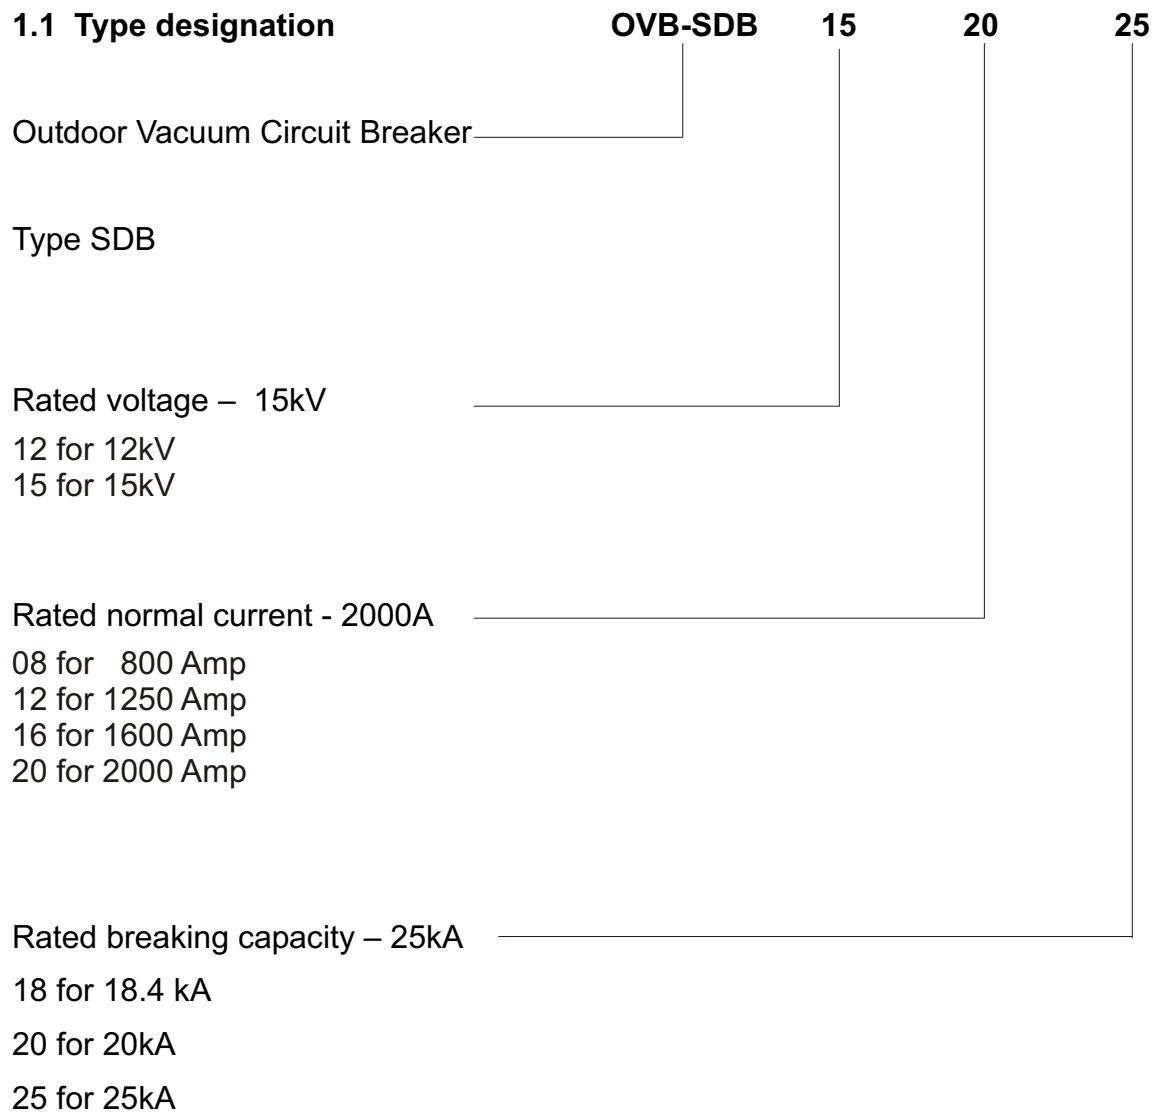 1.1 Type designation OVB-SDB 15 20 25
Outdoor Vacuum Circuit Breaker
Type SDB
Rated voltage – 15kV
12 for 12kV
15 for 15kV
Rated normal current - 2000A
08 for 800 Amp
12 for 1250 Amp
16 for 1600 Amp
20 for 2000 Amp
Rated breaking capacity – 25kA
18 for 18.4 kA
20 for 20kA
25 for 25kA